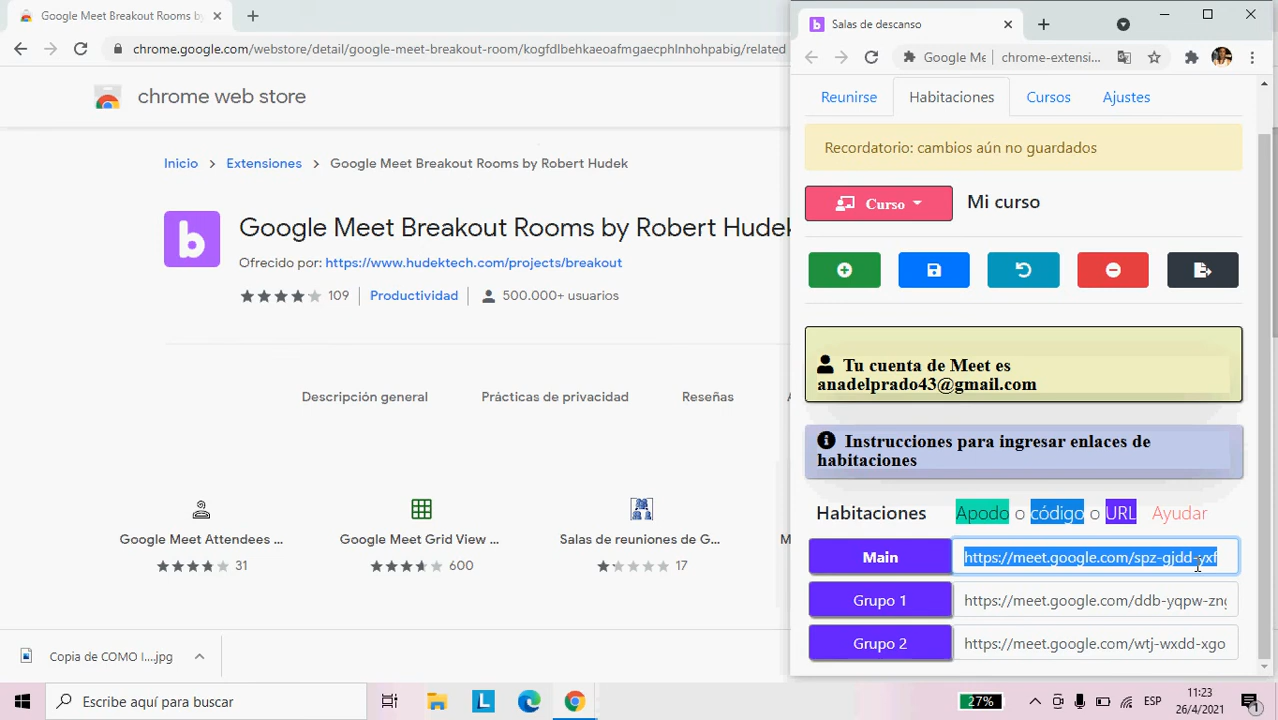 Google Meet Breakout Rooms by
chrome.google.com/webstore/detail/google-meet-breakout-room/kogfdlbehkaeoafmgaecphlnhohpabig/related
chrome web store
Inicio
Extensiones
Google Meet Breakout Rooms by Robert Hudek
Google Meet Breakout Rooms by Robert Hudek
Ofrecido por: https://www.hudektech.com/projects/breakout
109
Productividad
500.000+ usuarios
Descripción general
Prácticas de privacidad
Reseñas
Google Meet Attendees ...
31
Google Meet Grid View ...
600
Salas de reuniones de G...
17
Copia de COMO I....jpg
Salas de descanso
Google Me
chrome-extensi...
Reunirse
Habitaciones
Cursos
Ajustes
Recordatorio: cambios aún no guardados
Curso
Mi curso
Tu cuenta de Meet es
anadelprado43@gmail.com
Instrucciones para ingresar enlaces de
habitaciones
Habitaciones
Apodo o código o URL Ayudar
Main
https://meet.google.com/spz-gjdd-yxf
Grupo 1
https://meet.google.com/ddb-yqpw-znq
Grupo 2
https://meet.google.com/wtj-wxdd-xgo
Escribe aquí para buscar
27%
ESP
11:23
26/4/2021